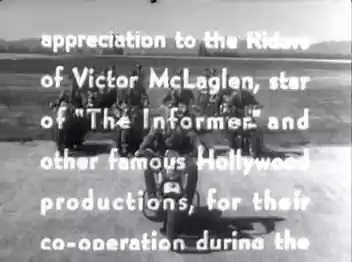 appreciation to the Riders
of Victor McLaglen, star
of "The Informer" and
other famous Hollywood
productions, for their
co-operation during the